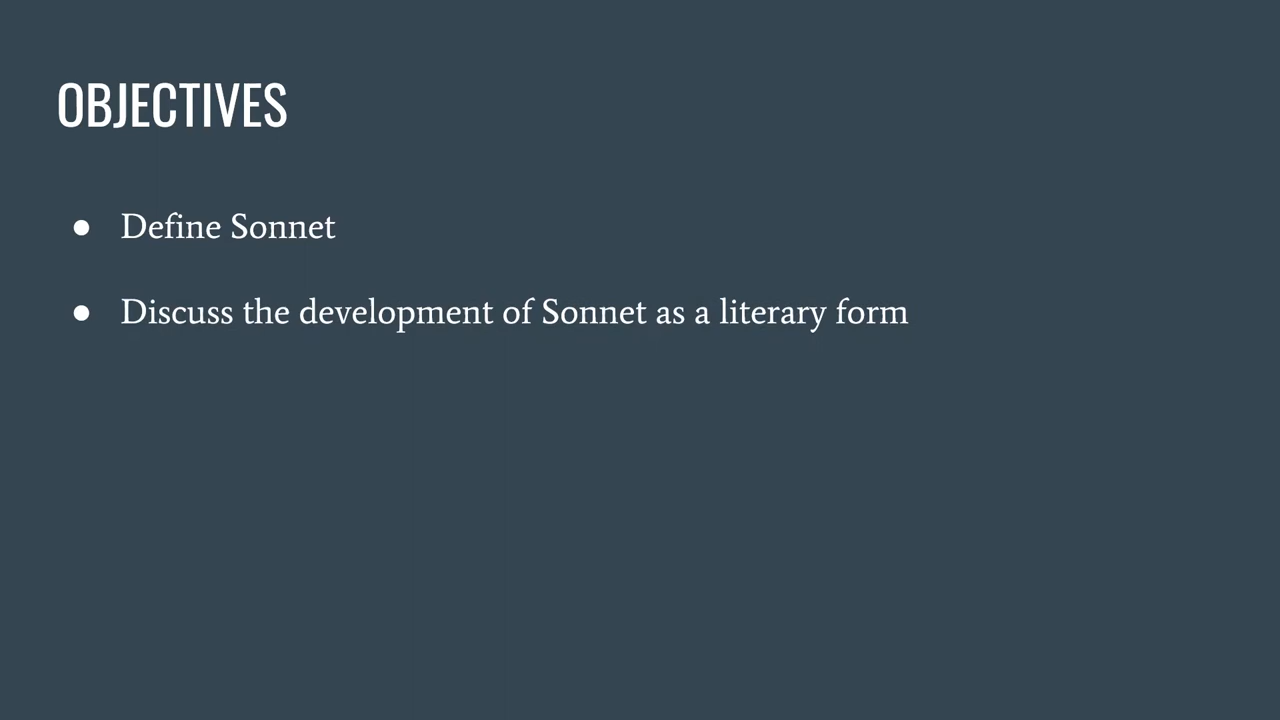 OBJECTIVES
● Define Sonnet
● Discuss the development of Sonnet as a literary form